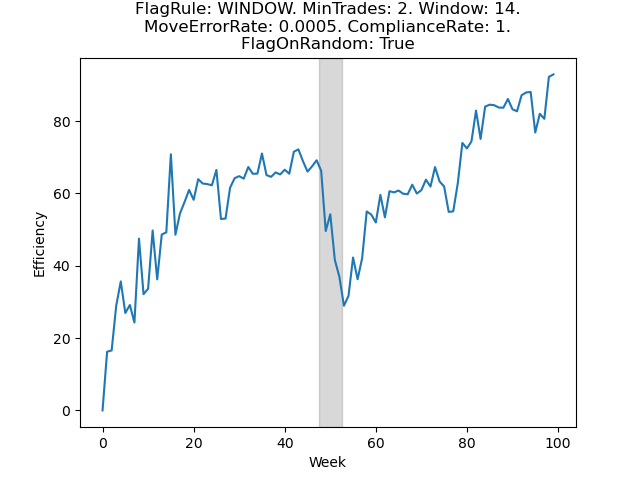 FlagRule: WINDOW. MinTrades: 2. Window: 14.
MoveErrorRate: 0.0005. ComplianceRate: 1.
FlagOnRandom: True
80
60
40
20
0
Efficiency
0 20 40 60 80 100
Week